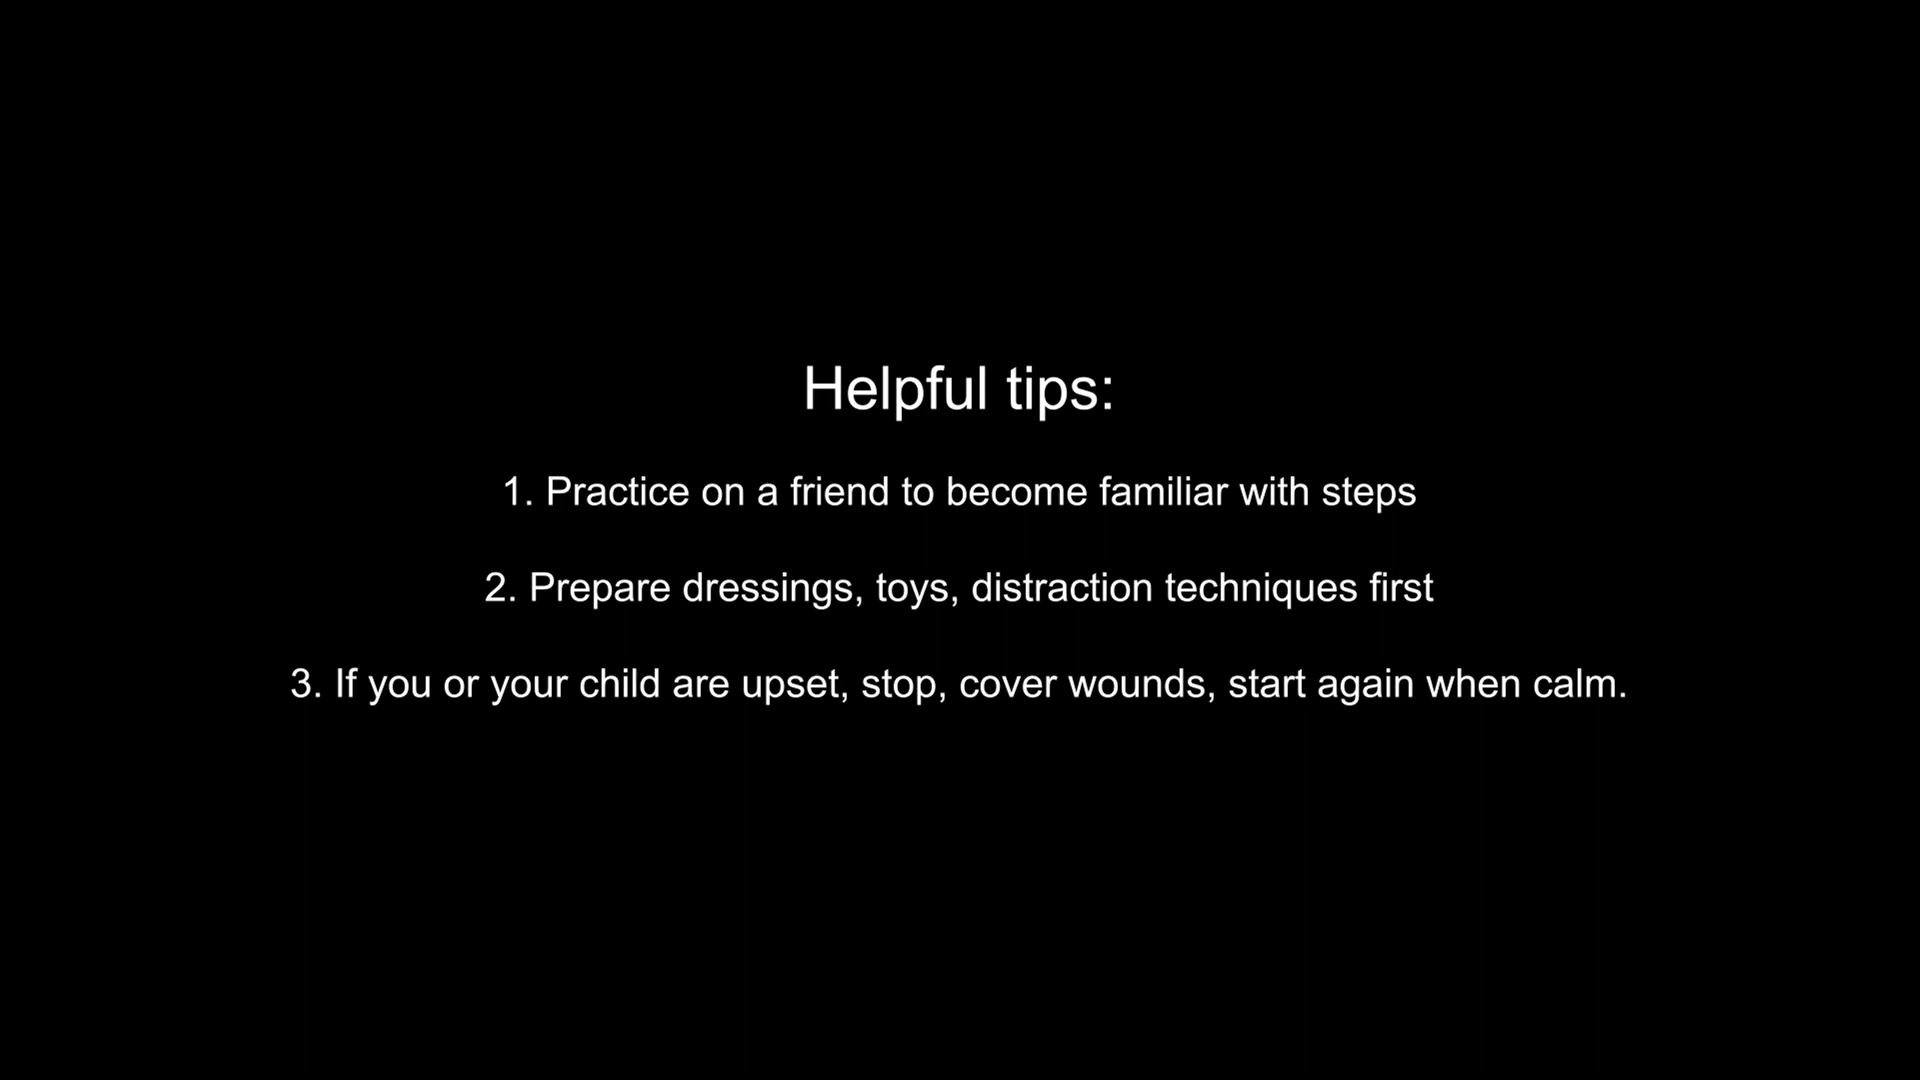 Helpful tips:
1. Practice on a friend to become familiar with steps
2. Prepare dressings, toys, distraction techniques first
3. If you or your child are upset, stop, cover wounds, start again when calm.